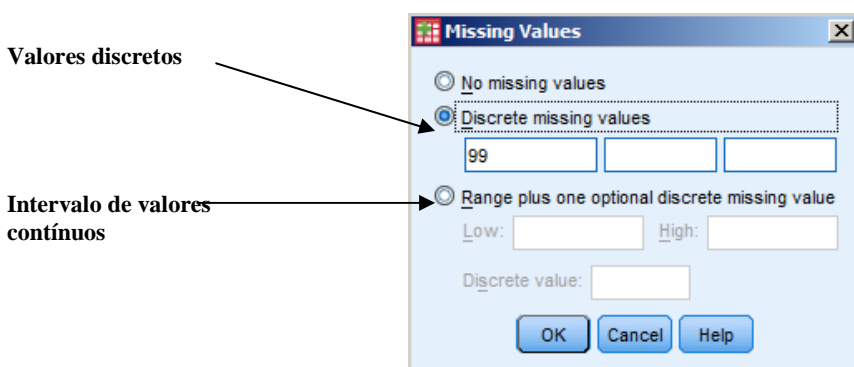 Missing Values
Valores discretos
No missing values
Discrete missing values
99
Intervalo de valores
contínuos
Range plus one optional discrete missing value
Low: High:
Discrete value:
OK Cancel Help